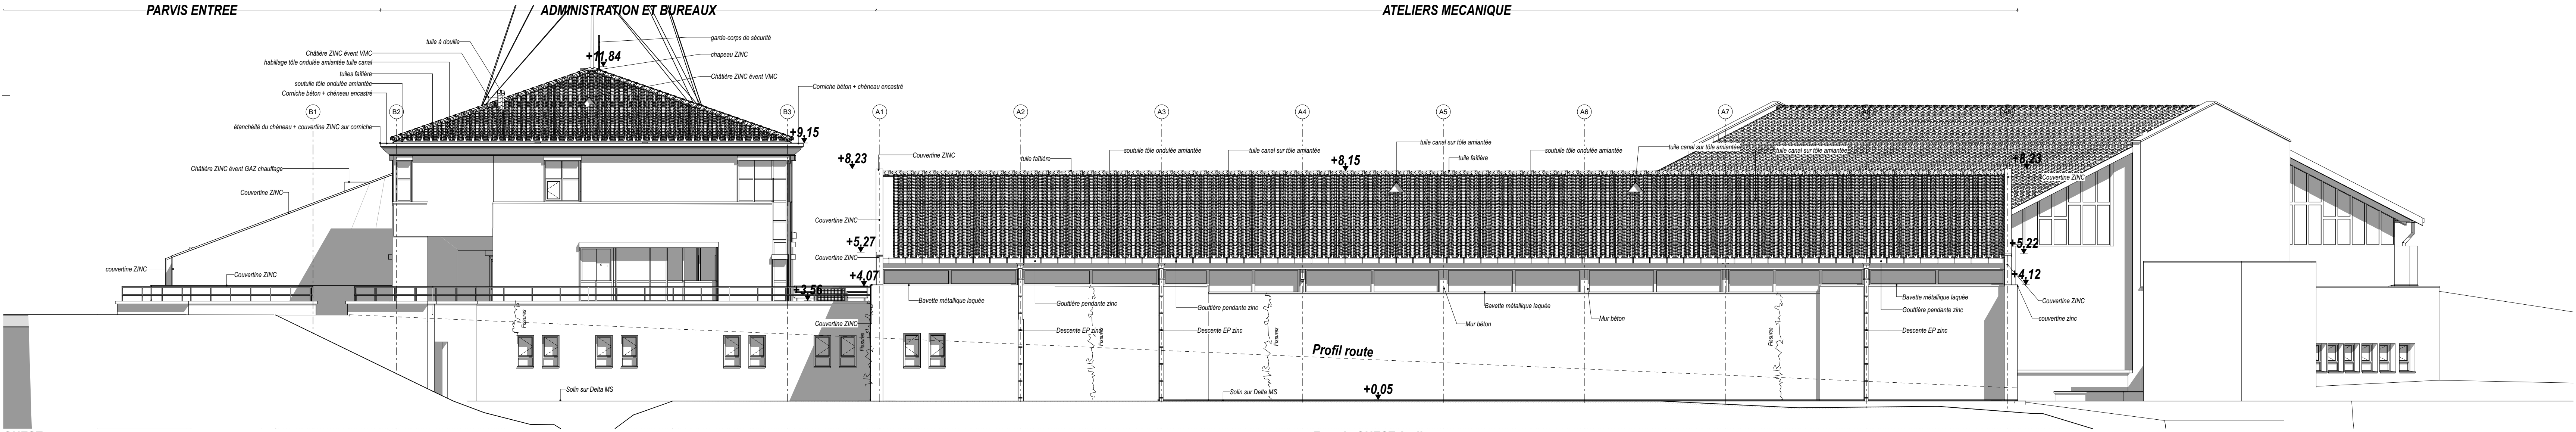 PARVIS ENTREE
ADMINISTRATION ET BUREAUX
ATELIERS MECANIQUE
tuile à douille
garde-corps de sécurité
Châtière ZINC évent VMC
+11,84
chapeau ZINC
habillage tôle ondulée amiantée tuile canal
tuiles faîtière
Châtière ZINC évent VMC
soutuile tôle ondulée amiantée
Corniche béton + chéneau encastré
Corniche béton + chéneau encastré
B1
B2
B3
A1
A2
A3
A4
A5
A6
A7
étanchéité du chéneau + couvertine ZINC sur corniche
+9,15
+8,23
Couvertine ZINC
tuile faîtière
soutuile tôle ondulée amiantée
tuile canal sur tôle amiantée
+8,15
tuile canal sur tôle amiantée
tuile faîtière
soutuile tôle ondulée amiantée
tuile canal sur tôle amiantée
tuile canal sur tôle amiantée
+8,23
Couvertine ZINC
Châtière ZINC évent GAZ chauffage
Couvertine ZINC
Couvertine ZINC
+5,27
+5,22
Couvertine ZINC
couvertine ZINC
Couvertine ZINC
+4,07
+4,12
+3,56
Bavette métallique laquée
Gouttière pendante zinc
Gouttière pendante zinc
Bavette métallique laquée
Bavette métallique laquée
Gouttière pendante zinc
Couvertine ZINC
couvertine zinc
Fissures
Couvertine ZINC
Fissures
Descente EP zinc
Fissures
Descente EP zinc
Fissures
Mur béton
Mur béton
Fissures
Descente EP zinc
Profil route
Solin sur Delta MS
Solin sur Delta MS
+0,05